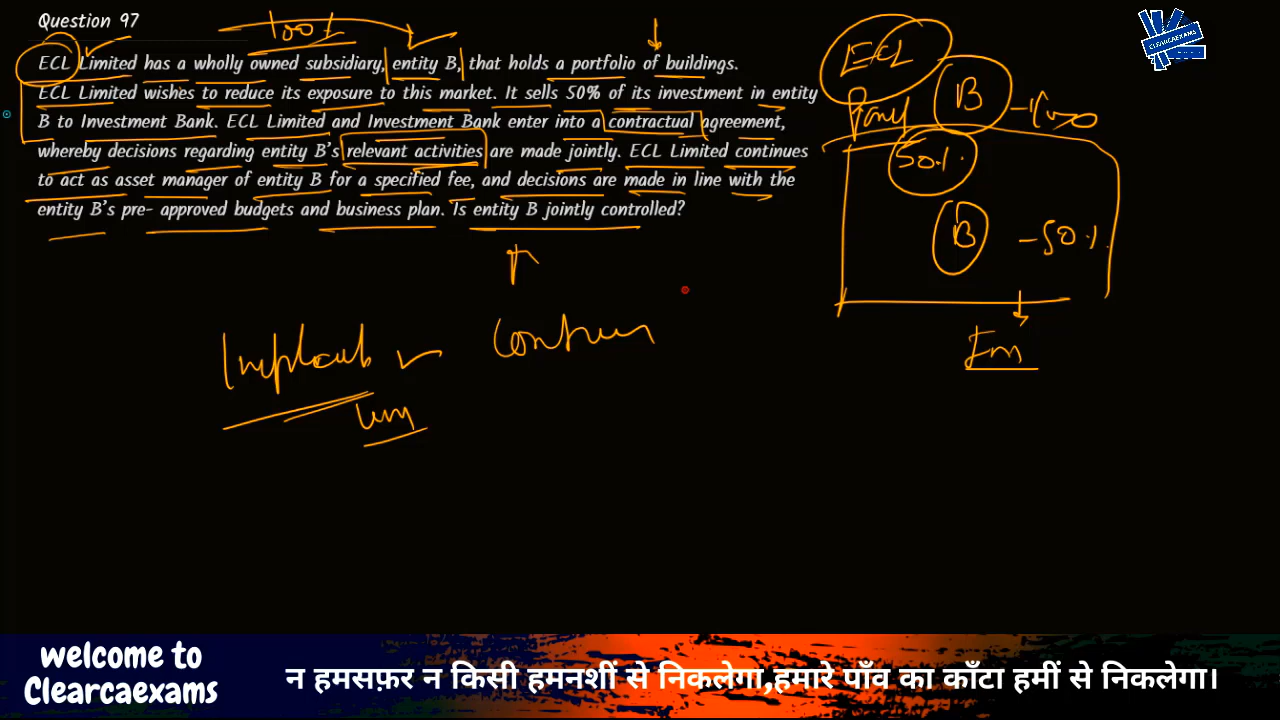 Question 97
100%
ECL Limited has a wholly owned subsidiary, entity B, that holds a portfolio of buildings.
ECL Limited wishes to reduce its exposure to this market. It sells 50% of its investment in entity
B to Investment Bank. ECL Limited and Investment Bank enter into a contractual agreement,
whereby decisions regarding entity B's relevant activities are made jointly. ECL Limited continues
to act as asset manager of entity B for a specified fee, and decisions are made in line with the
entity B's pre- approved budgets and business plan. Is entity B jointly controlled?
ECL
B
50%
B - 50%
CLEARCAEXAMS
welcome to
Clearcaexams
न हमसफ़र न किसी हमनशीं से निकलेगा,हमारे पाँव का काँटा हमीं से निकलेगा।